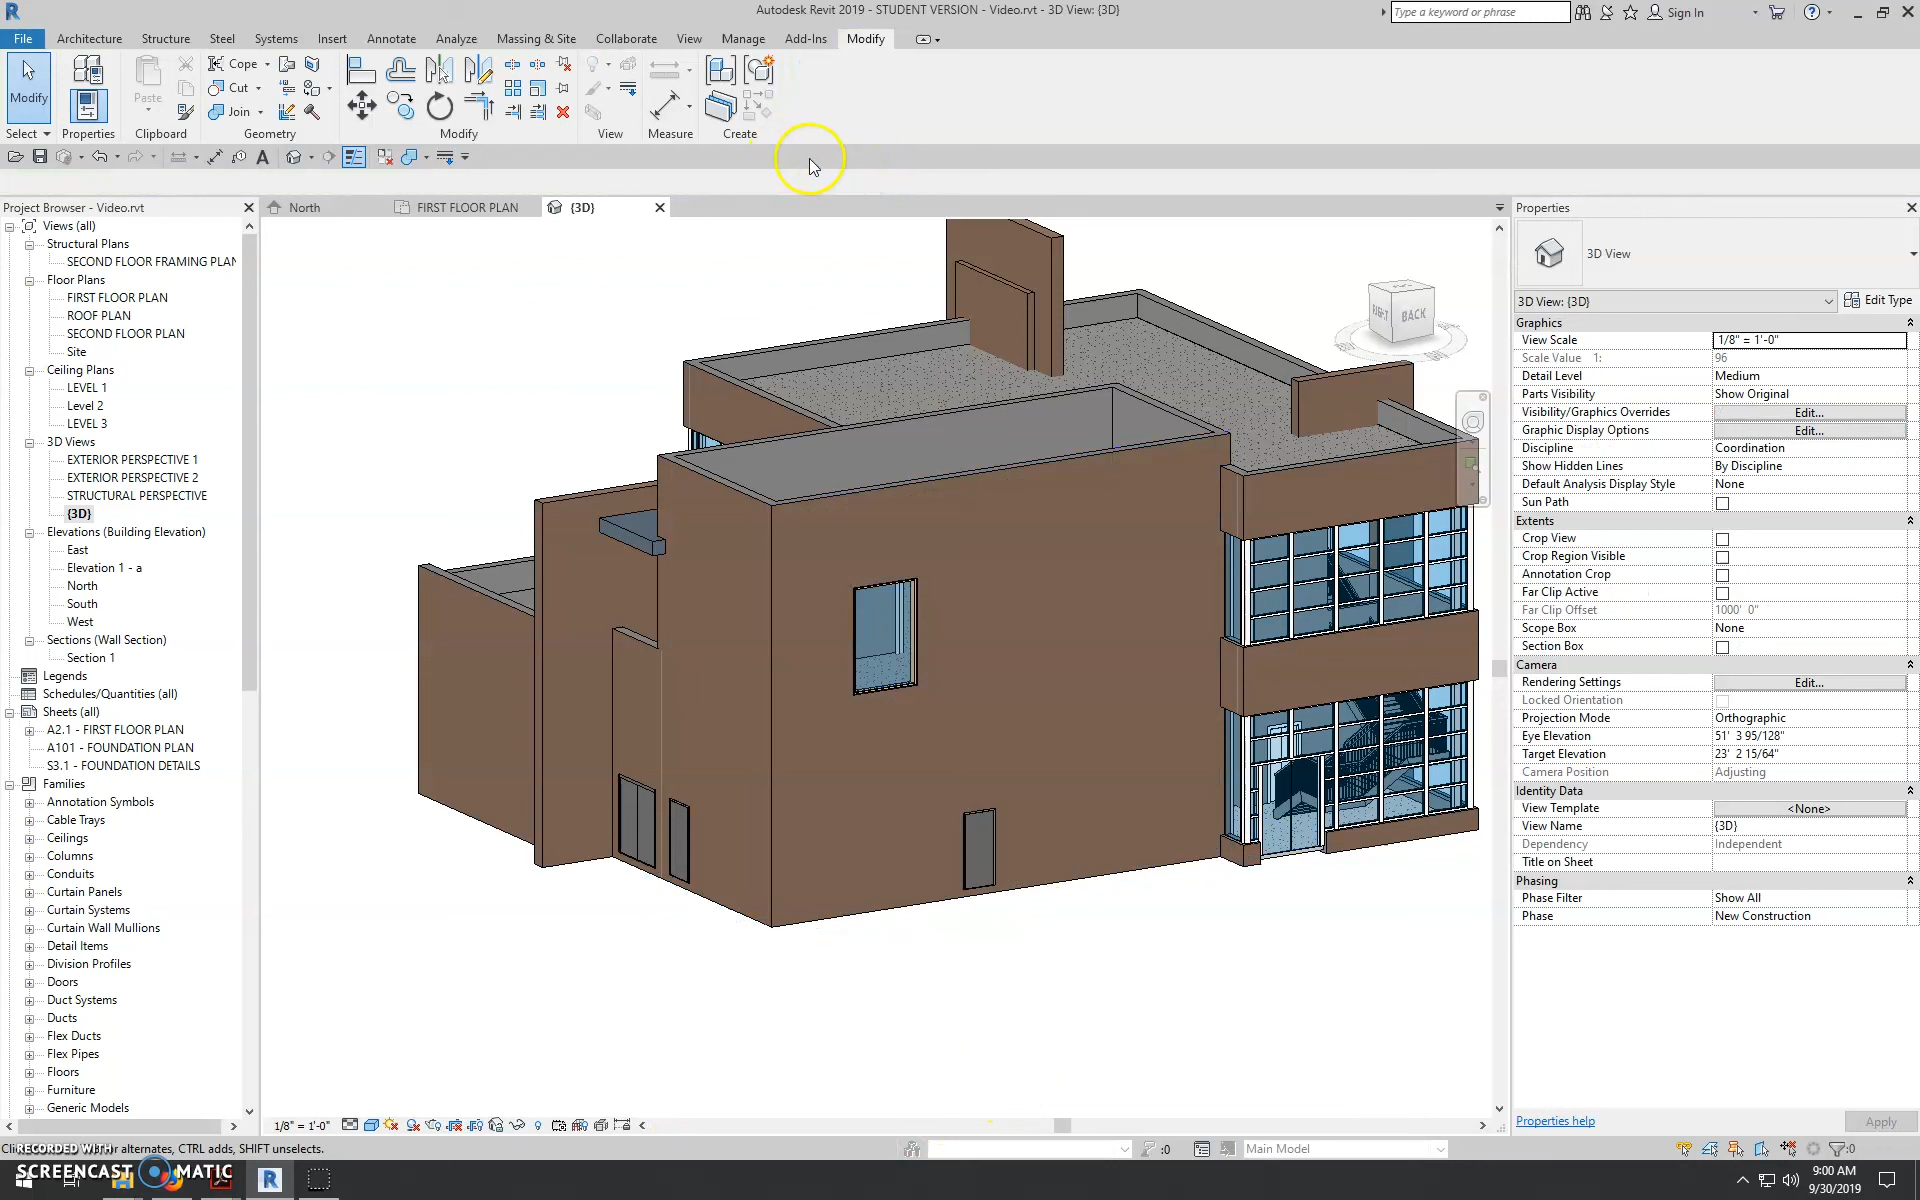 Autodesk Revit 2019 - STUDENT VERSION - Video.rvt - 3D View: {3D}
Type a keyword or phrase
Sign In
File Architecture Structure Steel Systems Insert Annotate Analyze Massing & Site Collaborate View Manage Add-Ins Modify
Modify
Paste
Cope
Cut
Join
Select
Properties
Clipboard
Geometry
Modify
View
Measure
Create
Project Browser - Video.rvt
North
FIRST FLOOR PLAN
{3D}
Views (all)
Structural Plans
SECOND FLOOR FRAMING PLAN
Floor Plans
FIRST FLOOR PLAN
ROOF PLAN
SECOND FLOOR PLAN
Site
Ceiling Plans
LEVEL 1
Level 2
LEVEL 3
3D Views
EXTERIOR PERSPECTIVE 1
EXTERIOR PERSPECTIVE 2
STRUCTURAL PERSPECTIVE
{3D}
Elevations (Building Elevation)
East
Elevation 1 - a
North
South
West
Sections (Wall Section)
Section 1
Legends
Schedules/Quantities (all)
Sheets (all)
A2.1 - FIRST FLOOR PLAN
A101 - FOUNDATION PLAN
S3.1 - FOUNDATION DETAILS
Families
Annotation Symbols
Cable Trays
Ceilings
Columns
Conduits
Curtain Panels
Curtain Systems
Curtain Wall Mullions
Detail Items
Division Profiles
Doors
Duct Systems
Ducts
Flex Ducts
Flex Pipes
Floors
Furniture
Generic Models
RIGHT
BACK
Properties
3D View
3D View: {3D}
Edit Type
Graphics
View Scale 1/8" = 1'-0"
Scale Value 1: 96
Detail Level Medium
Parts Visibility Show Original
Visibility/Graphics Overrides Edit...
Graphic Display Options Edit...
Discipline Coordination
Show Hidden Lines By Discipline
Default Analysis Display Style None
Sun Path
Extents
Crop View
Crop Region Visible
Annotation Crop
Far Clip Active
Far Clip Offset 1000' 0"
Scope Box None
Section Box
Camera
Rendering Settings Edit...
Locked Orientation
Projection Mode Orthographic
Eye Elevation 51' 3 95/128"
Target Elevation 23' 2 15/64"
Camera Position Adjusting
Identity Data
View Template <None>
View Name {3D}
Dependency Independent
Title on Sheet
Phasing
Phase Filter Show All
Phase New Construction
Properties help
Apply
1/8" = 1'-0"
r alternates, CTRL adds, SHIFT unselects.
:0
Main Model
:0
RECORDED WITH
SCREENCAST MATIC
9:00 AM
9/30/2019